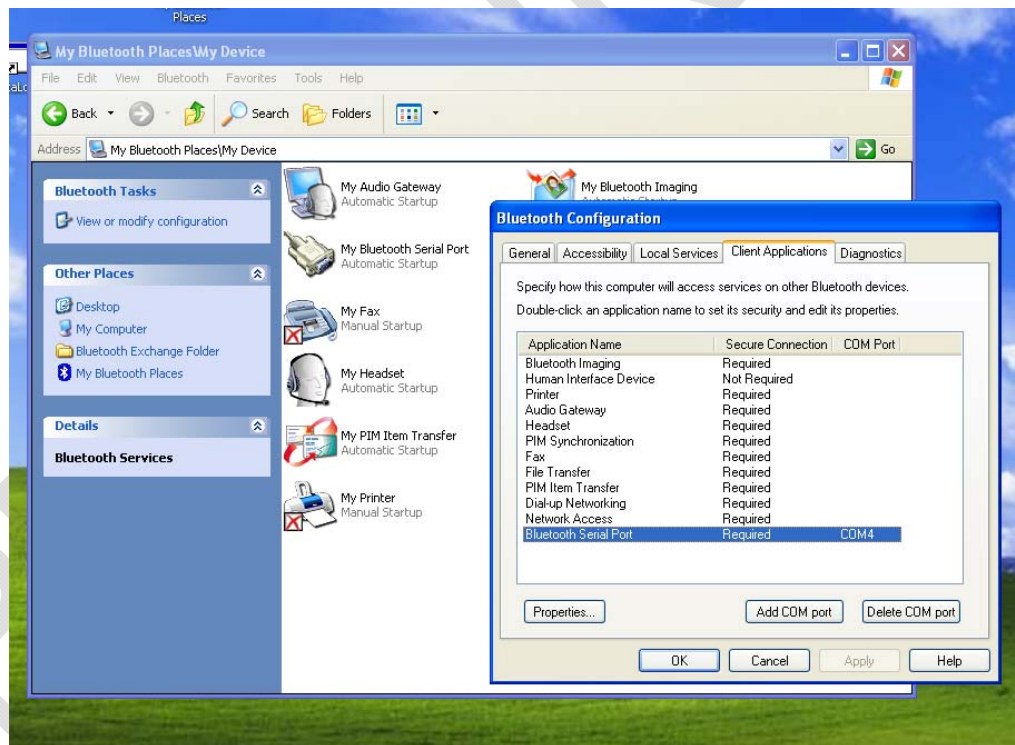 Places
My Bluetooth Places\My Device
File Edit View Bluetooth Favorites Tools Help
Back Search Folders
Address My Bluetooth Places\My Device Go
Bluetooth Tasks
View or modify configuration
Other Places
Desktop
My Computer
Bluetooth Exchange Folder
My Bluetooth Places
Details
Bluetooth Services
My Audio Gateway
Automatic Startup
My Bluetooth Imaging
Automatic Startup
My Bluetooth Serial Port
Automatic Startup
My Fax
Manual Startup
My Headset
Automatic Startup
My PIM Item Transfer
Automatic Startup
My Printer
Manual Startup
Bluetooth Configuration
General Accessibility Local Services Client Applications Diagnostics
Specify how this computer will access services on other Bluetooth devices.
Double-click an application name to set its security and edit its properties.
Application Name Secure Connection COM Port
Bluetooth Imaging Required
Human Interface Device Not Required
Printer Required
Audio Gateway Required
Headset Required
PIM Synchronization Required
Fax Required
File Transfer Required
PIM Item Transfer Required
Dial-up Networking Required
Network Access Required
Bluetooth Serial Port Required COM4
Properties... Add COM port Delete COM port
OK Cancel Apply Help